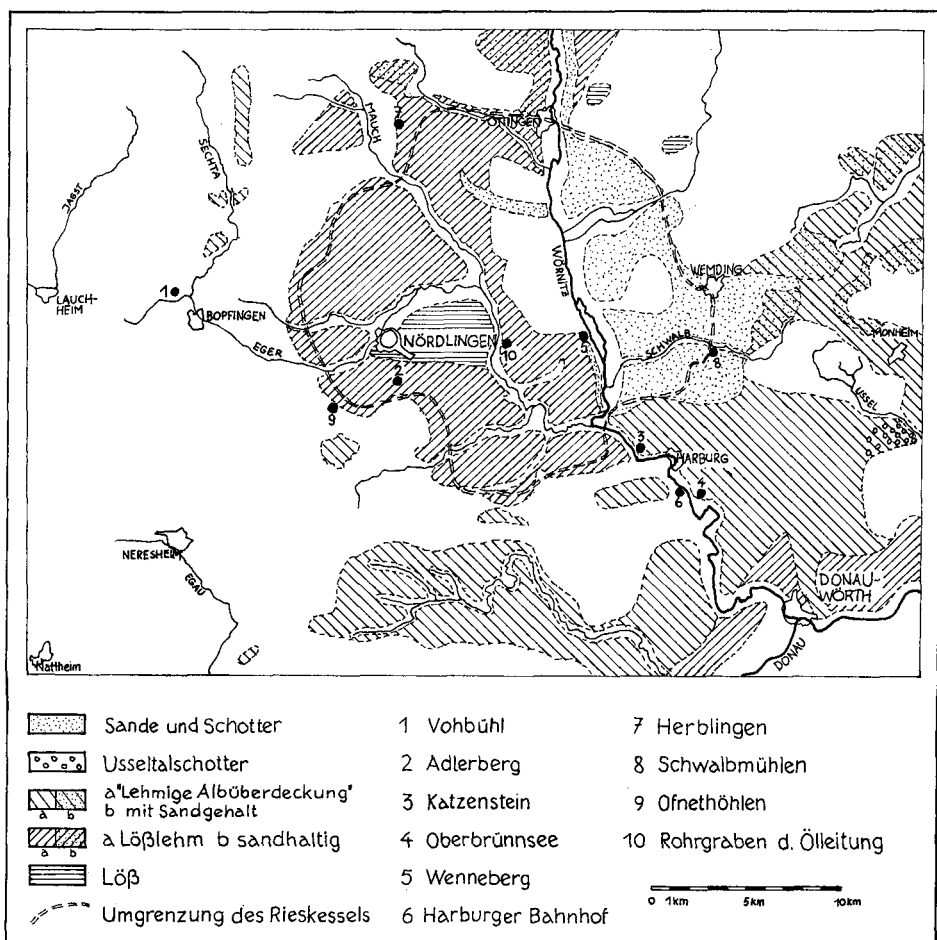 MAUCH
7
ÖTTINGEN
SECHTA
JAGST
WÖRNITZ
WEMDING
1
LAUCH-
HEIM
BOPFINGEN
NÖRDLINGEN
10
5
SCHWALB
8
MONHEIM
EGER
2
USSEL
9
3
HARBURG
6
4
NERESHEIM
EGAU
DONAU-
WÖRTH
DONAU
Nattheim
Sande und Schotter
Usseltalschotter
a "Lehmige Albüberdeckung"
b mit Sandgehalt
a b
a Lößlehm b sandhaltig
a b
Löß
Umgrenzung des Rieskessels
1 Vohbühl
2 Adlerberg
3 Katzenstein
4 Oberbrünnsee
5 Wenneberg
6 Harburger Bahnhof
7 Herblingen
8 Schwalbmühlen
9 Ofnethöhlen
10 Rohrgraben d. Ölleitung
0 1km 5km 10km